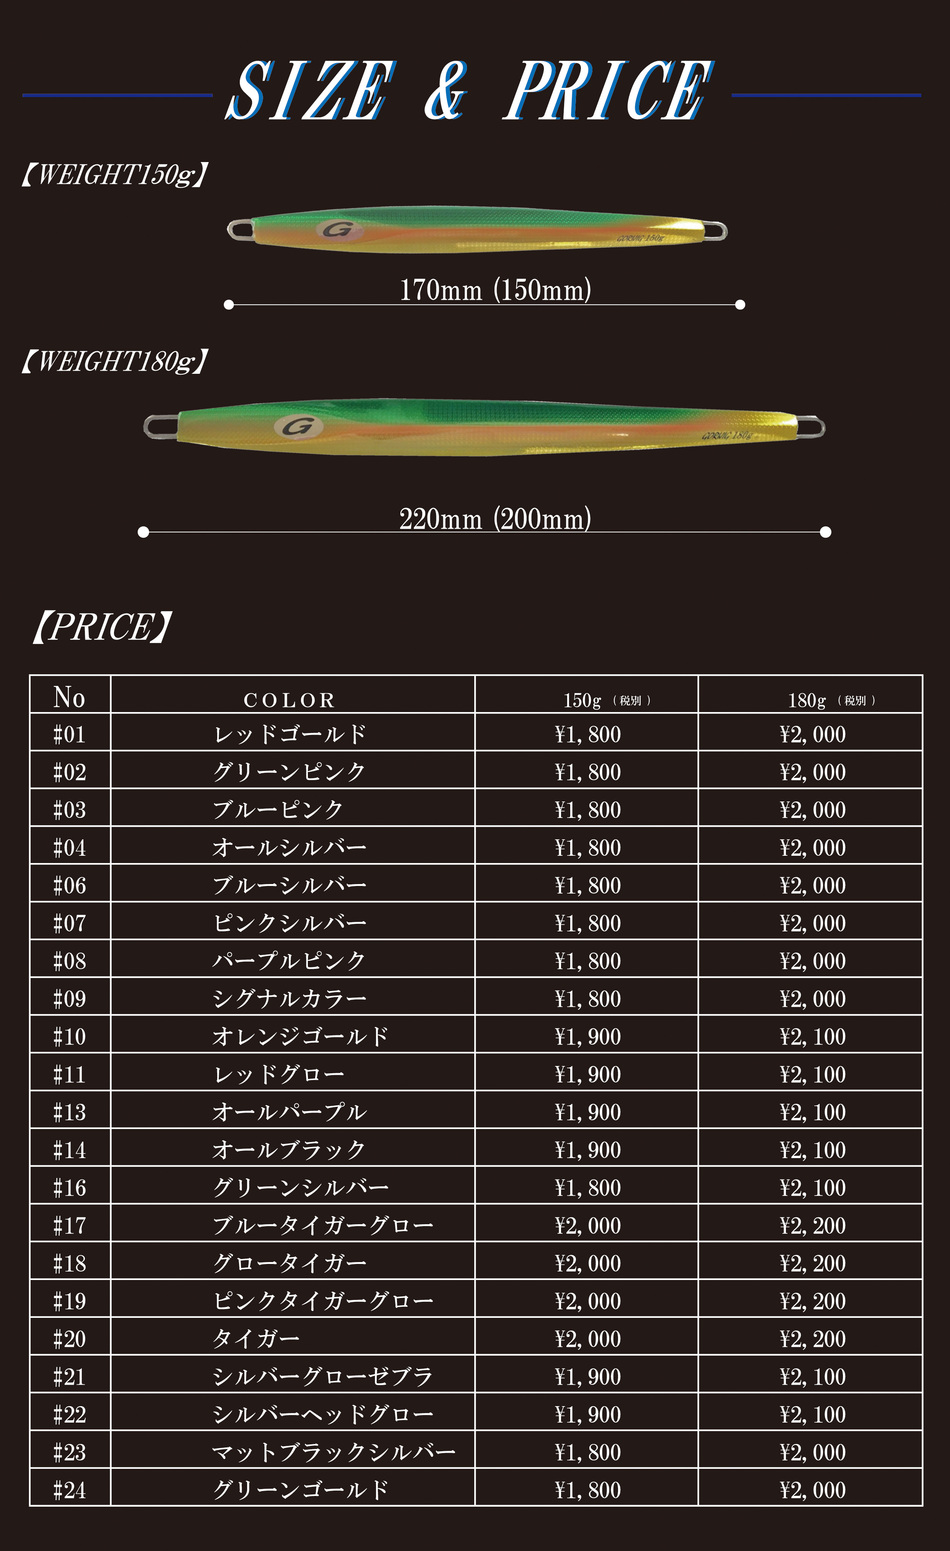 SIZE & PRICE
【WEIGHT150g】
G
GORUIG 150g
170mm (150mm)
【WEIGHT180g】
G
GORUIG 180g
220mm (200mm)
【PRICE】
No COLOR 150g（税別） 180g（税別）
#01 レッドゴールド ¥1,800 ¥2,000
#02 グリーンピンク ¥1,800 ¥2,000
#03 ブルーピンク ¥1,800 ¥2,000
#04 オールシルバー ¥1,800 ¥2,000
#06 ブルーシルバー ¥1,800 ¥2,000
#07 ピンクシルバー ¥1,800 ¥2,000
#08 パープルピンク ¥1,800 ¥2,000
#09 シグナルカラー ¥1,800 ¥2,000
#10 オレンジゴールド ¥1,900 ¥2,100
#11 レッドグロー ¥1,900 ¥2,100
#13 オールパープル ¥1,900 ¥2,100
#14 オールブラック ¥1,900 ¥2,100
#16 グリーンシルバー ¥1,800 ¥2,100
#17 ブルータイガーグロー ¥2,000 ¥2,200
#18 グロータイガー ¥2,000 ¥2,200
#19 ピンクタイガーグロー ¥2,000 ¥2,200
#20 タイガー ¥2,000 ¥2,200
#21 シルバーグローゼブラ ¥1,900 ¥2,100
#22 シルバーヘッドグロー ¥1,900 ¥2,100
#23 マットブラックシルバー ¥1,800 ¥2,000
#24 グリーンゴールド ¥1,800 ¥2,000